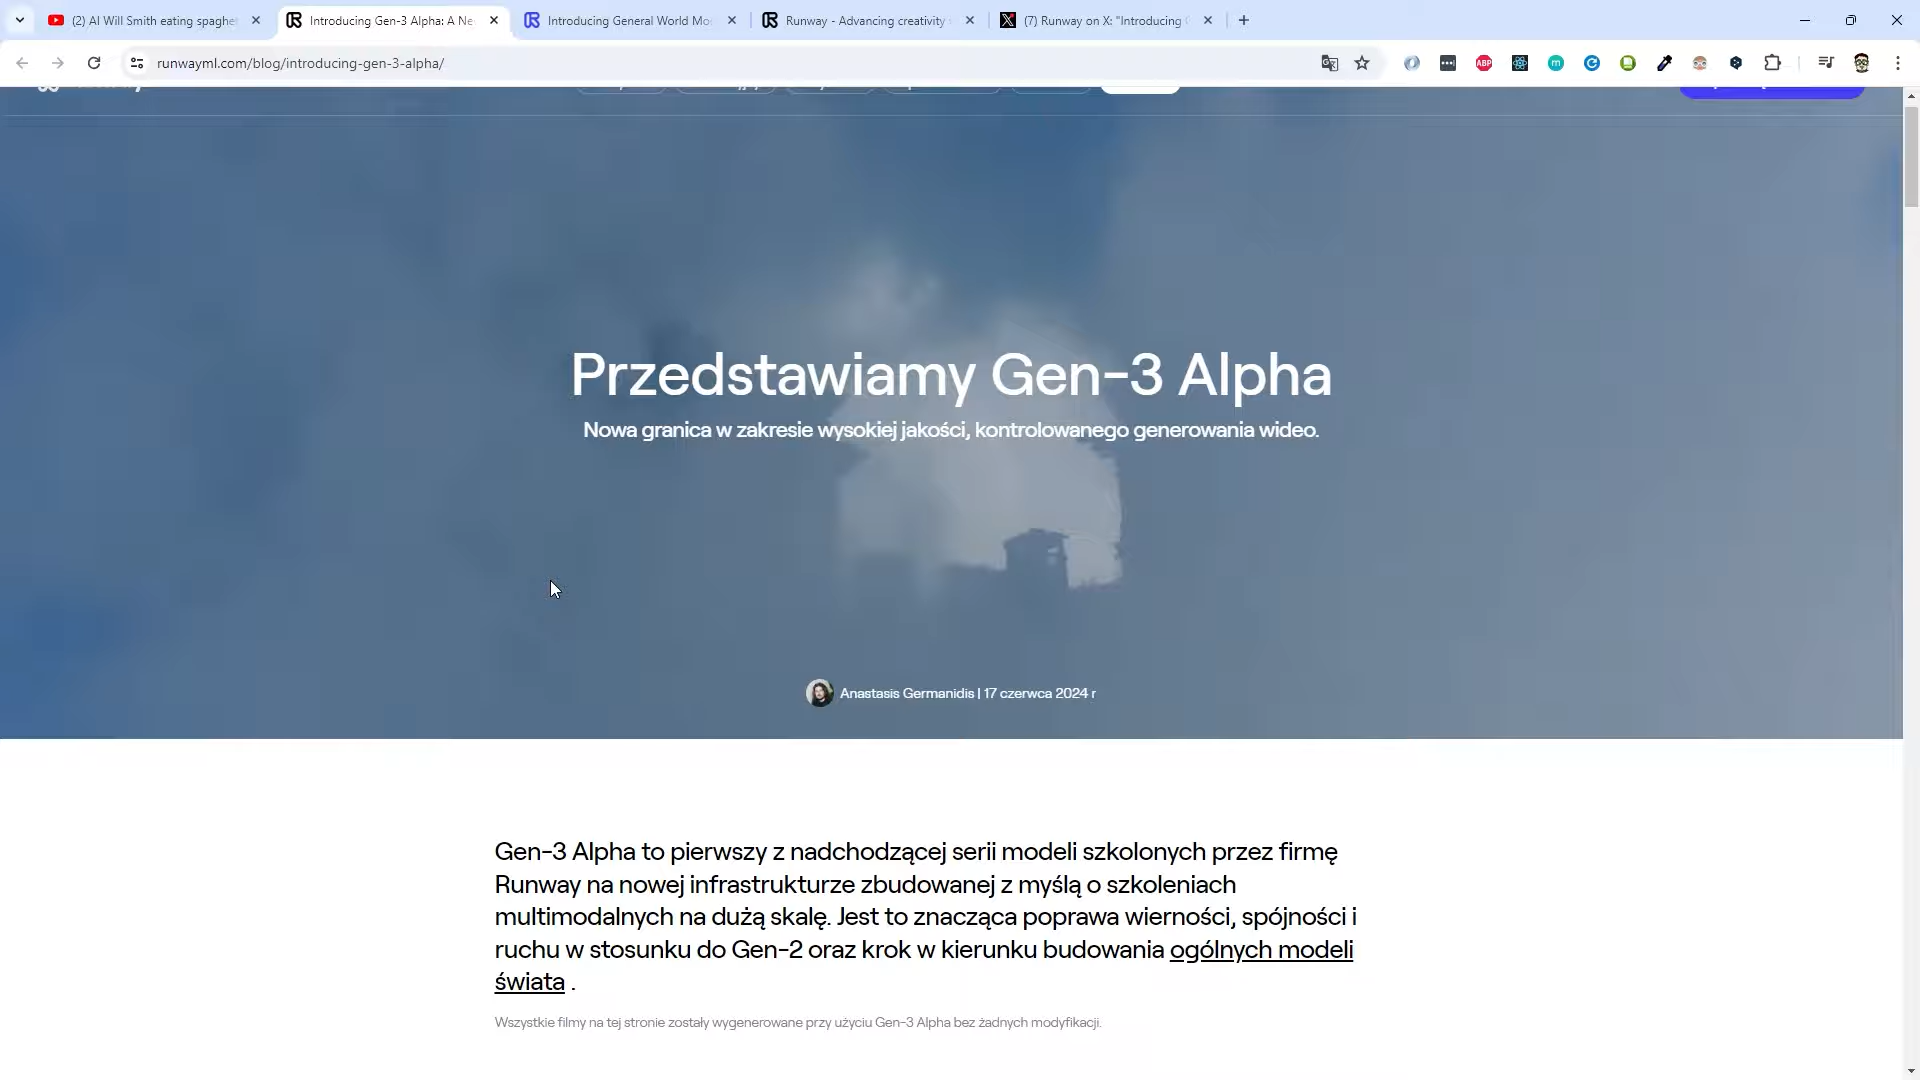 (2) AI Will Smith eating spaghe
Introducing Gen-3 Alpha: A Ne
Introducing General World Mo
Runway - Advancing creativity
(7) Runway on X: "Introducing
runwayml.com/blog/introducing-gen-3-alpha/
ABP
Przedstawiamy Gen-3 Alpha
Nowa granica w zakresie wysokiej jakości, kontrolowanego generowania wideo.
Anastasis Germanidis | 17 czerwca 2024 r
Gen-3 Alpha to pierwszy z nadchodzącej serii modeli szkolonych przez firmę
Runway na nowej infrastrukturze zbudowanej z myślą o szkoleniach
multimodalnych na dużą skalę. Jest to znacząca poprawa wierności, spójności i
ruchu w stosunku do Gen-2 oraz krok w kierunku budowania ogólnych modeli
świata .
Wszystkie filmy na tej stronie zostały wygenerowane przy użyciu Gen-3 Alpha bez żadnych modyfikacji.